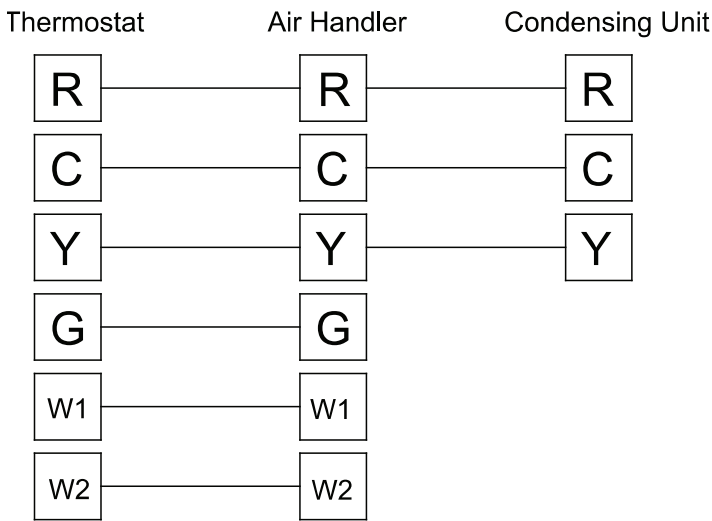 Thermostat Air Handler Condensing Unit
R R R
C C C
Y Y Y
G G
W1 W1
W2 W2